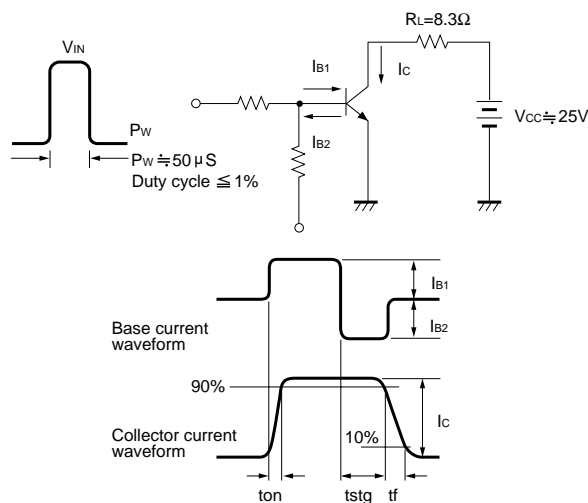 VIN
PW
PW≒50μS
Duty cycle ≦1%
IB1
IB2
IC
RL=8.3Ω
VCC≒25V
Base current
waveform
IB1
IB2
90%
Collector current
waveform
10%
IC
ton
tstg
tf